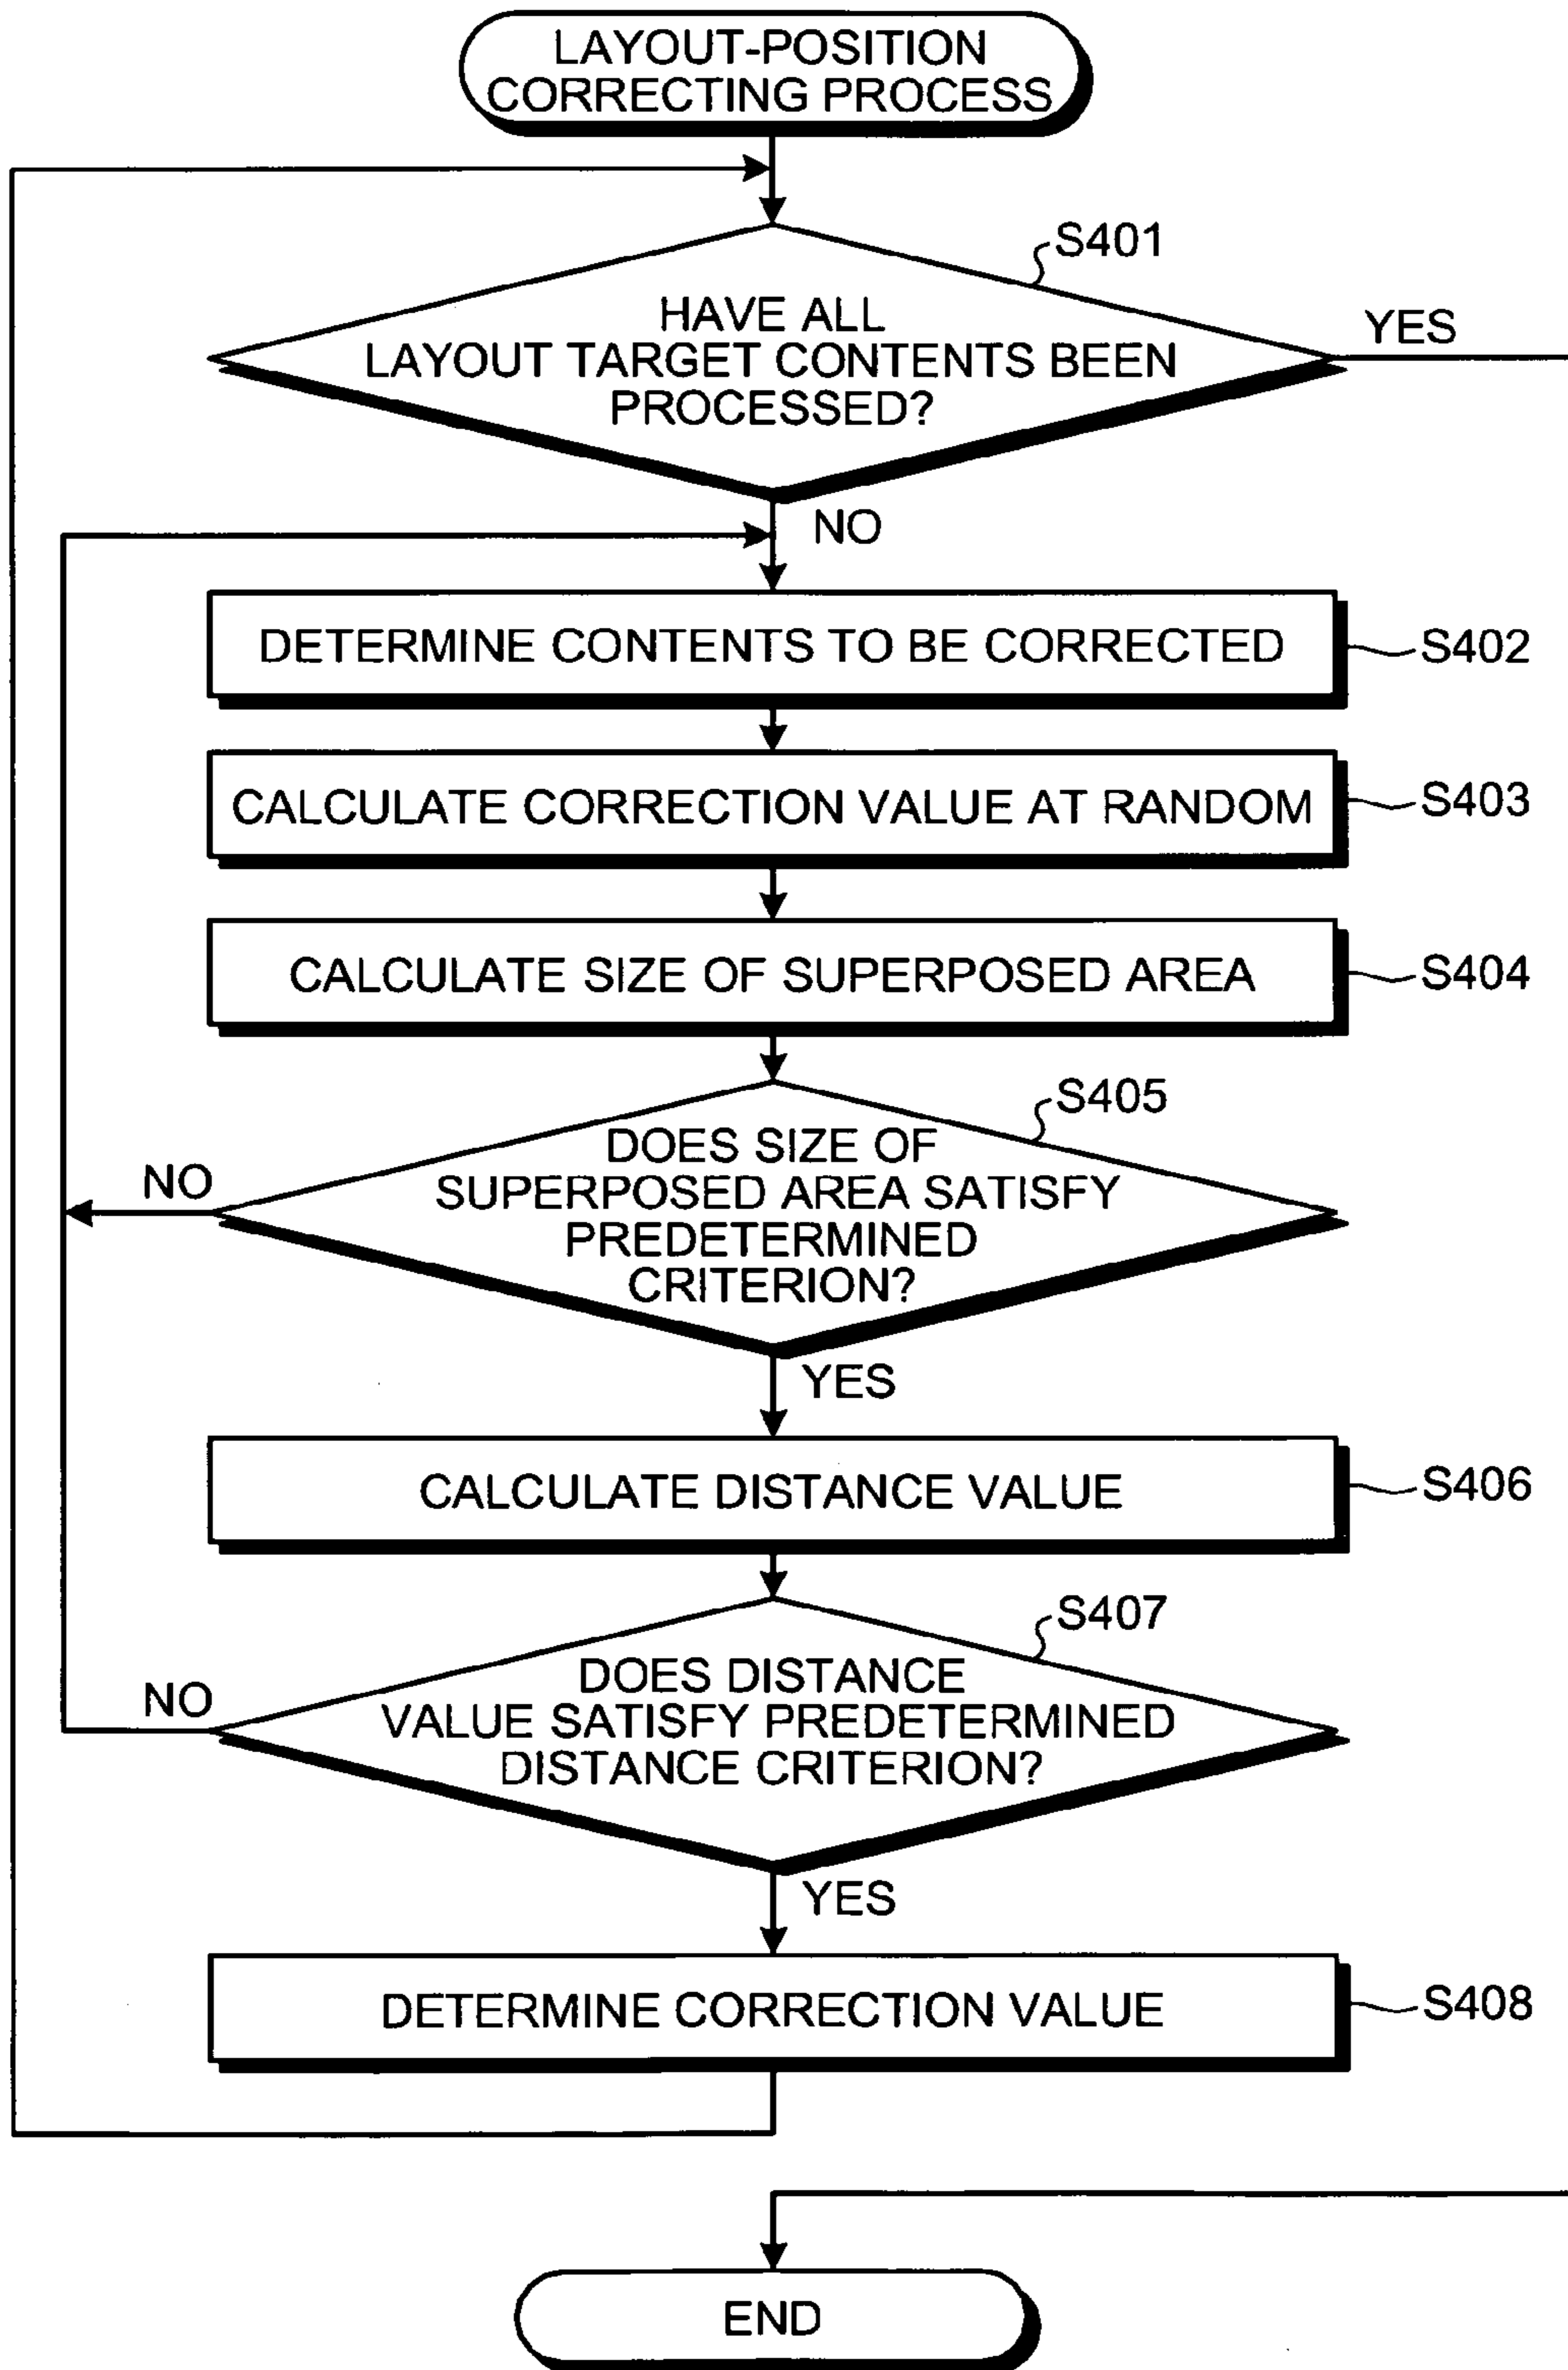 LAYOUT-POSITION
CORRECTING PROCESS
S401
HAVE ALL
LAYOUT TARGET CONTENTS BEEN
PROCESSED?
YES
NO
DETERMINE CONTENTS TO BE CORRECTED
S402
CALCULATE CORRECTION VALUE AT RANDOM
S403
CALCULATE SIZE OF SUPERPOSED AREA
S404
S405
DOES SIZE OF
SUPERPOSED AREA SATISFY
PREDETERMINED
CRITERION?
NO
YES
CALCULATE DISTANCE VALUE
S406
S407
DOES DISTANCE
VALUE SATISFY PREDETERMINED
DISTANCE CRITERION?
NO
YES
DETERMINE CORRECTION VALUE
S408
END